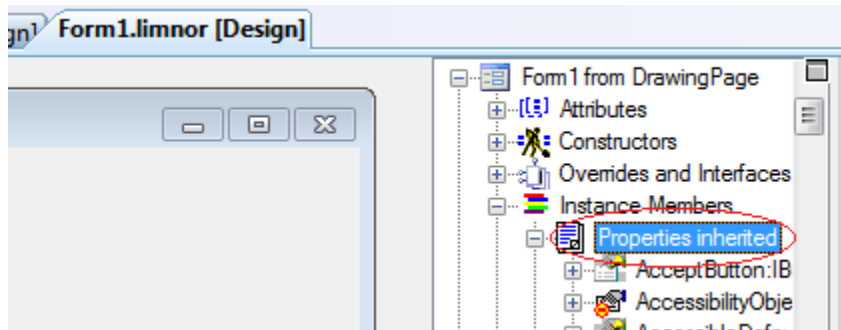 gn]
Form1.limnor [Design]
Form1 from DrawingPage
Attributes
Constructors
Overrides and Interfaces
Instance Members
Properties inherited
AcceptButton:IB
AccessibilityObje